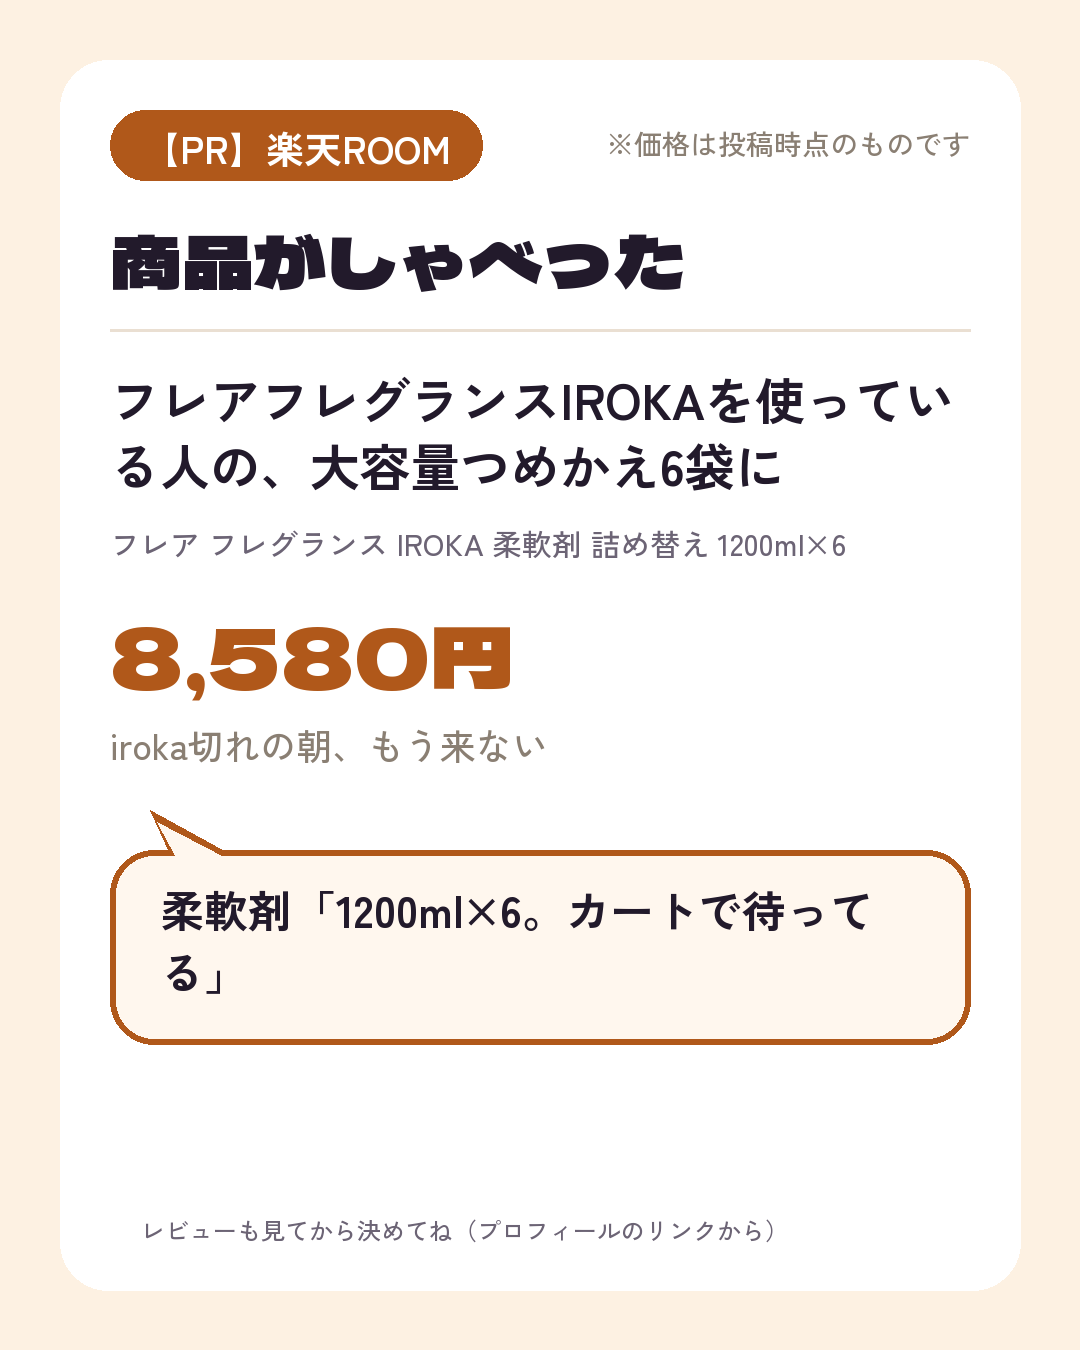 【PR】楽天ROOM
※価格は投稿時点のものです
商品がしゃべった
フレアフレグランスIROKAを使ってい
る人の、大容量つめかえ6袋に
フレア フレグランス IROKA 柔軟剤 詰め替え 1200ml×6
8,580円
iroka切れの朝、もう来ない
柔軟剤「1200ml×6。カートで待って
る」
レビューも見てから決めてね（プロフィールのリンクから）